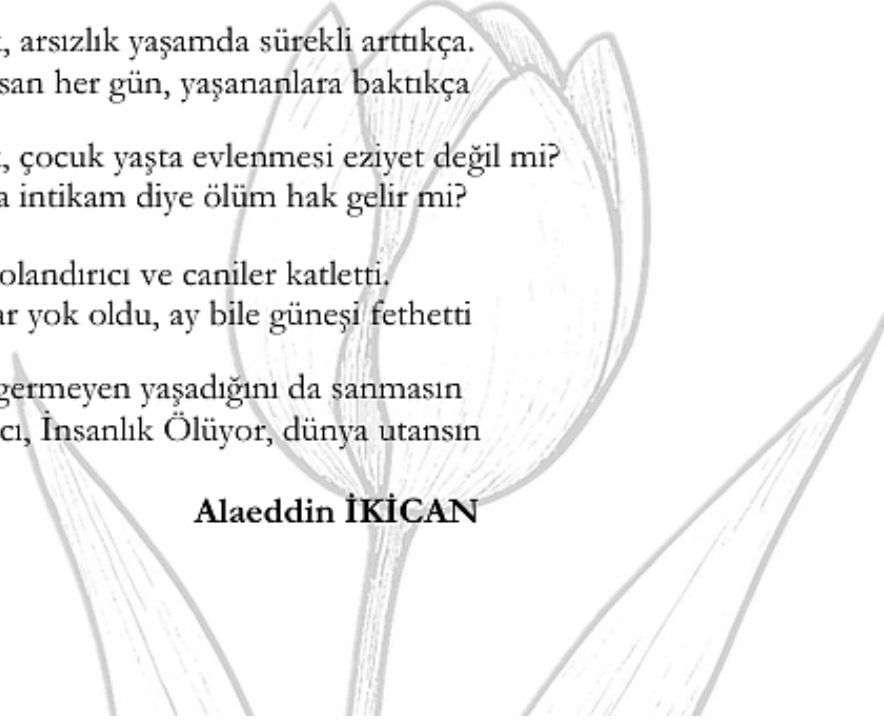 , arsızlık yaşamda sürekli arttıkça.
san her gün, yaşananlara baktıkça
, çocuk yaşta evlenmesi eziyet değil mi?
a intikam diye ölüm hak gelir mi?
olandırıcı ve caniler katletti.
ar yok oldu, ay bile güneşi fethetti
germeyen yaşadığını da sanmasın
cı, İnsanlık Ölüyor, dünya utansın
Alaeddin İKİCAN